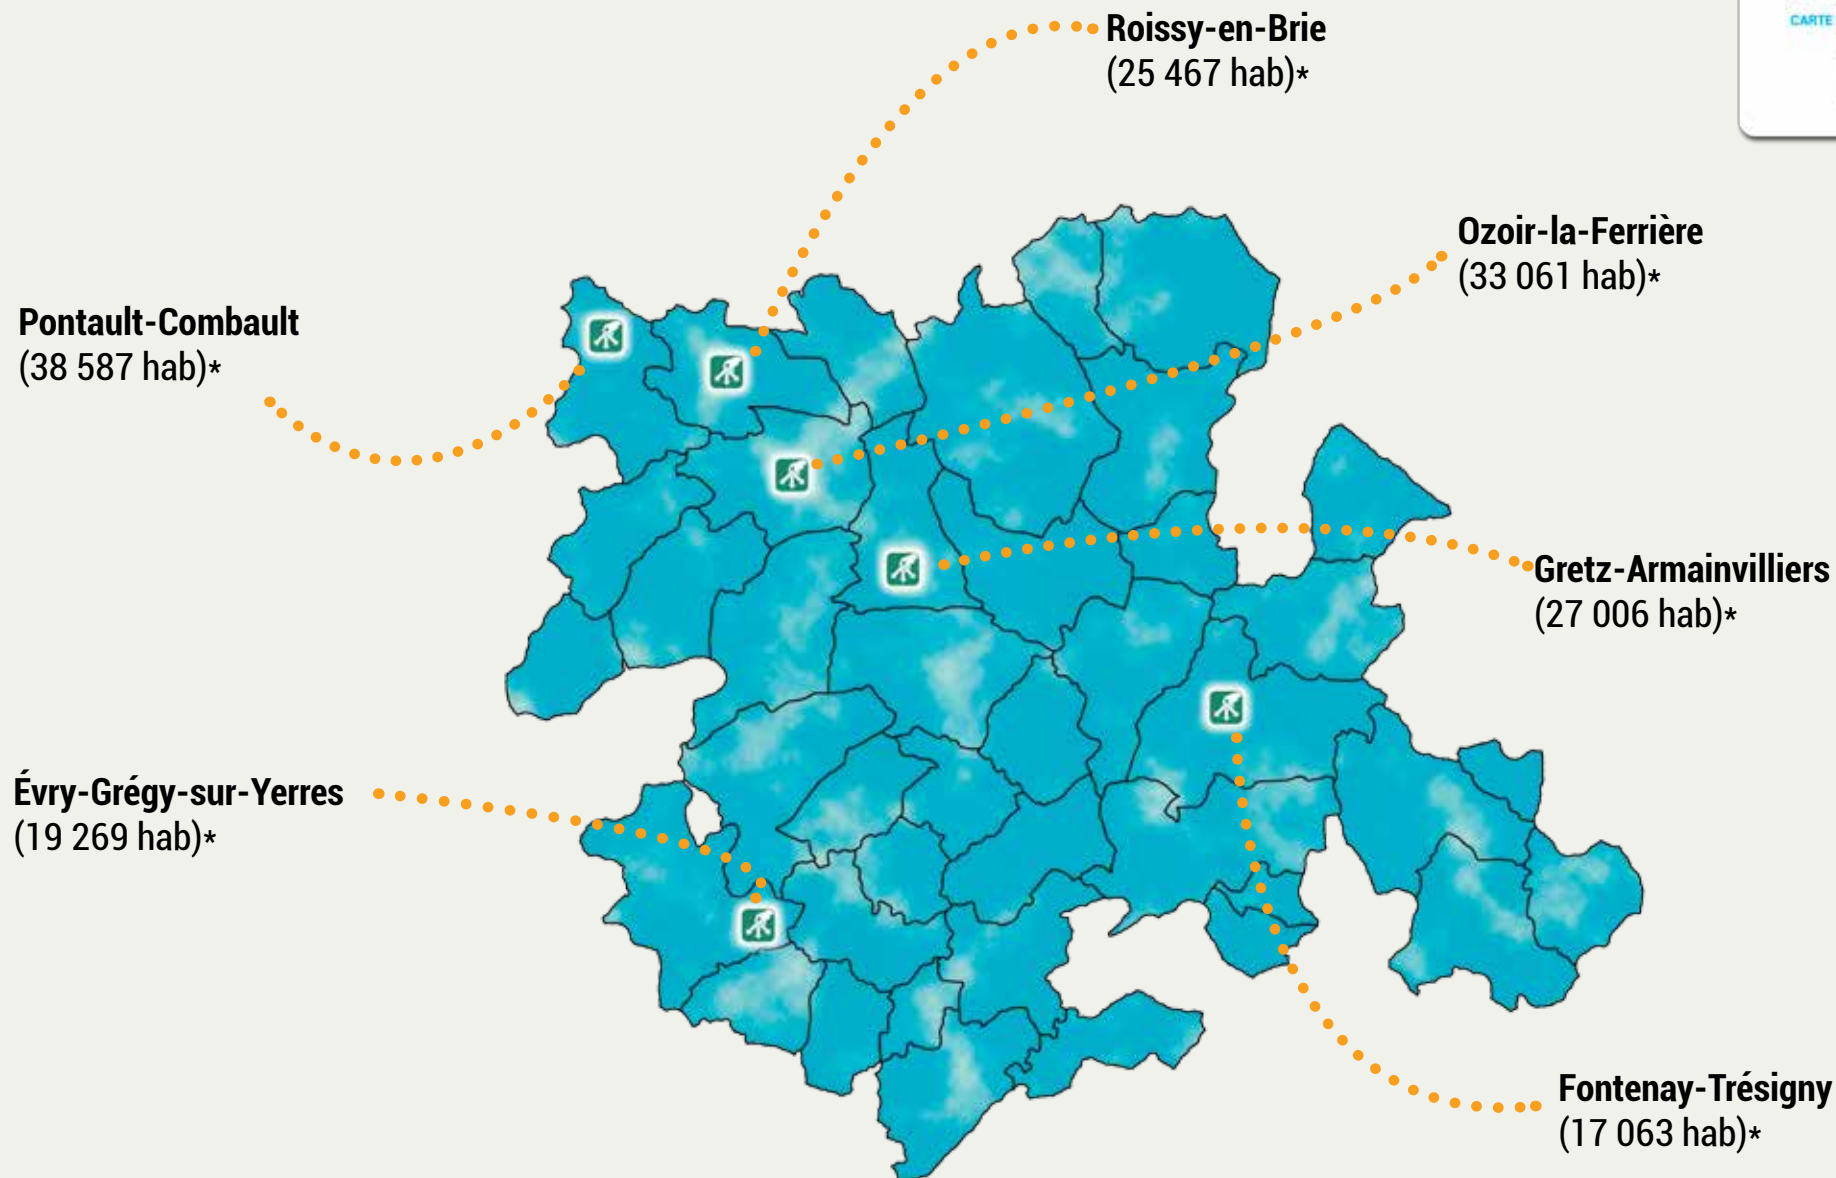 CARTE
Roissy-en-Brie
(25 467 hab)*
Ozoir-la-Ferrière
(33 061 hab)*
Pontault-Combault
(38 587 hab)*
Gretz-Armainvilliers
(27 006 hab)*
Évry-Grégy-sur-Yerres
(19 269 hab)*
Fontenay-Trésigny
(17 063 hab)*